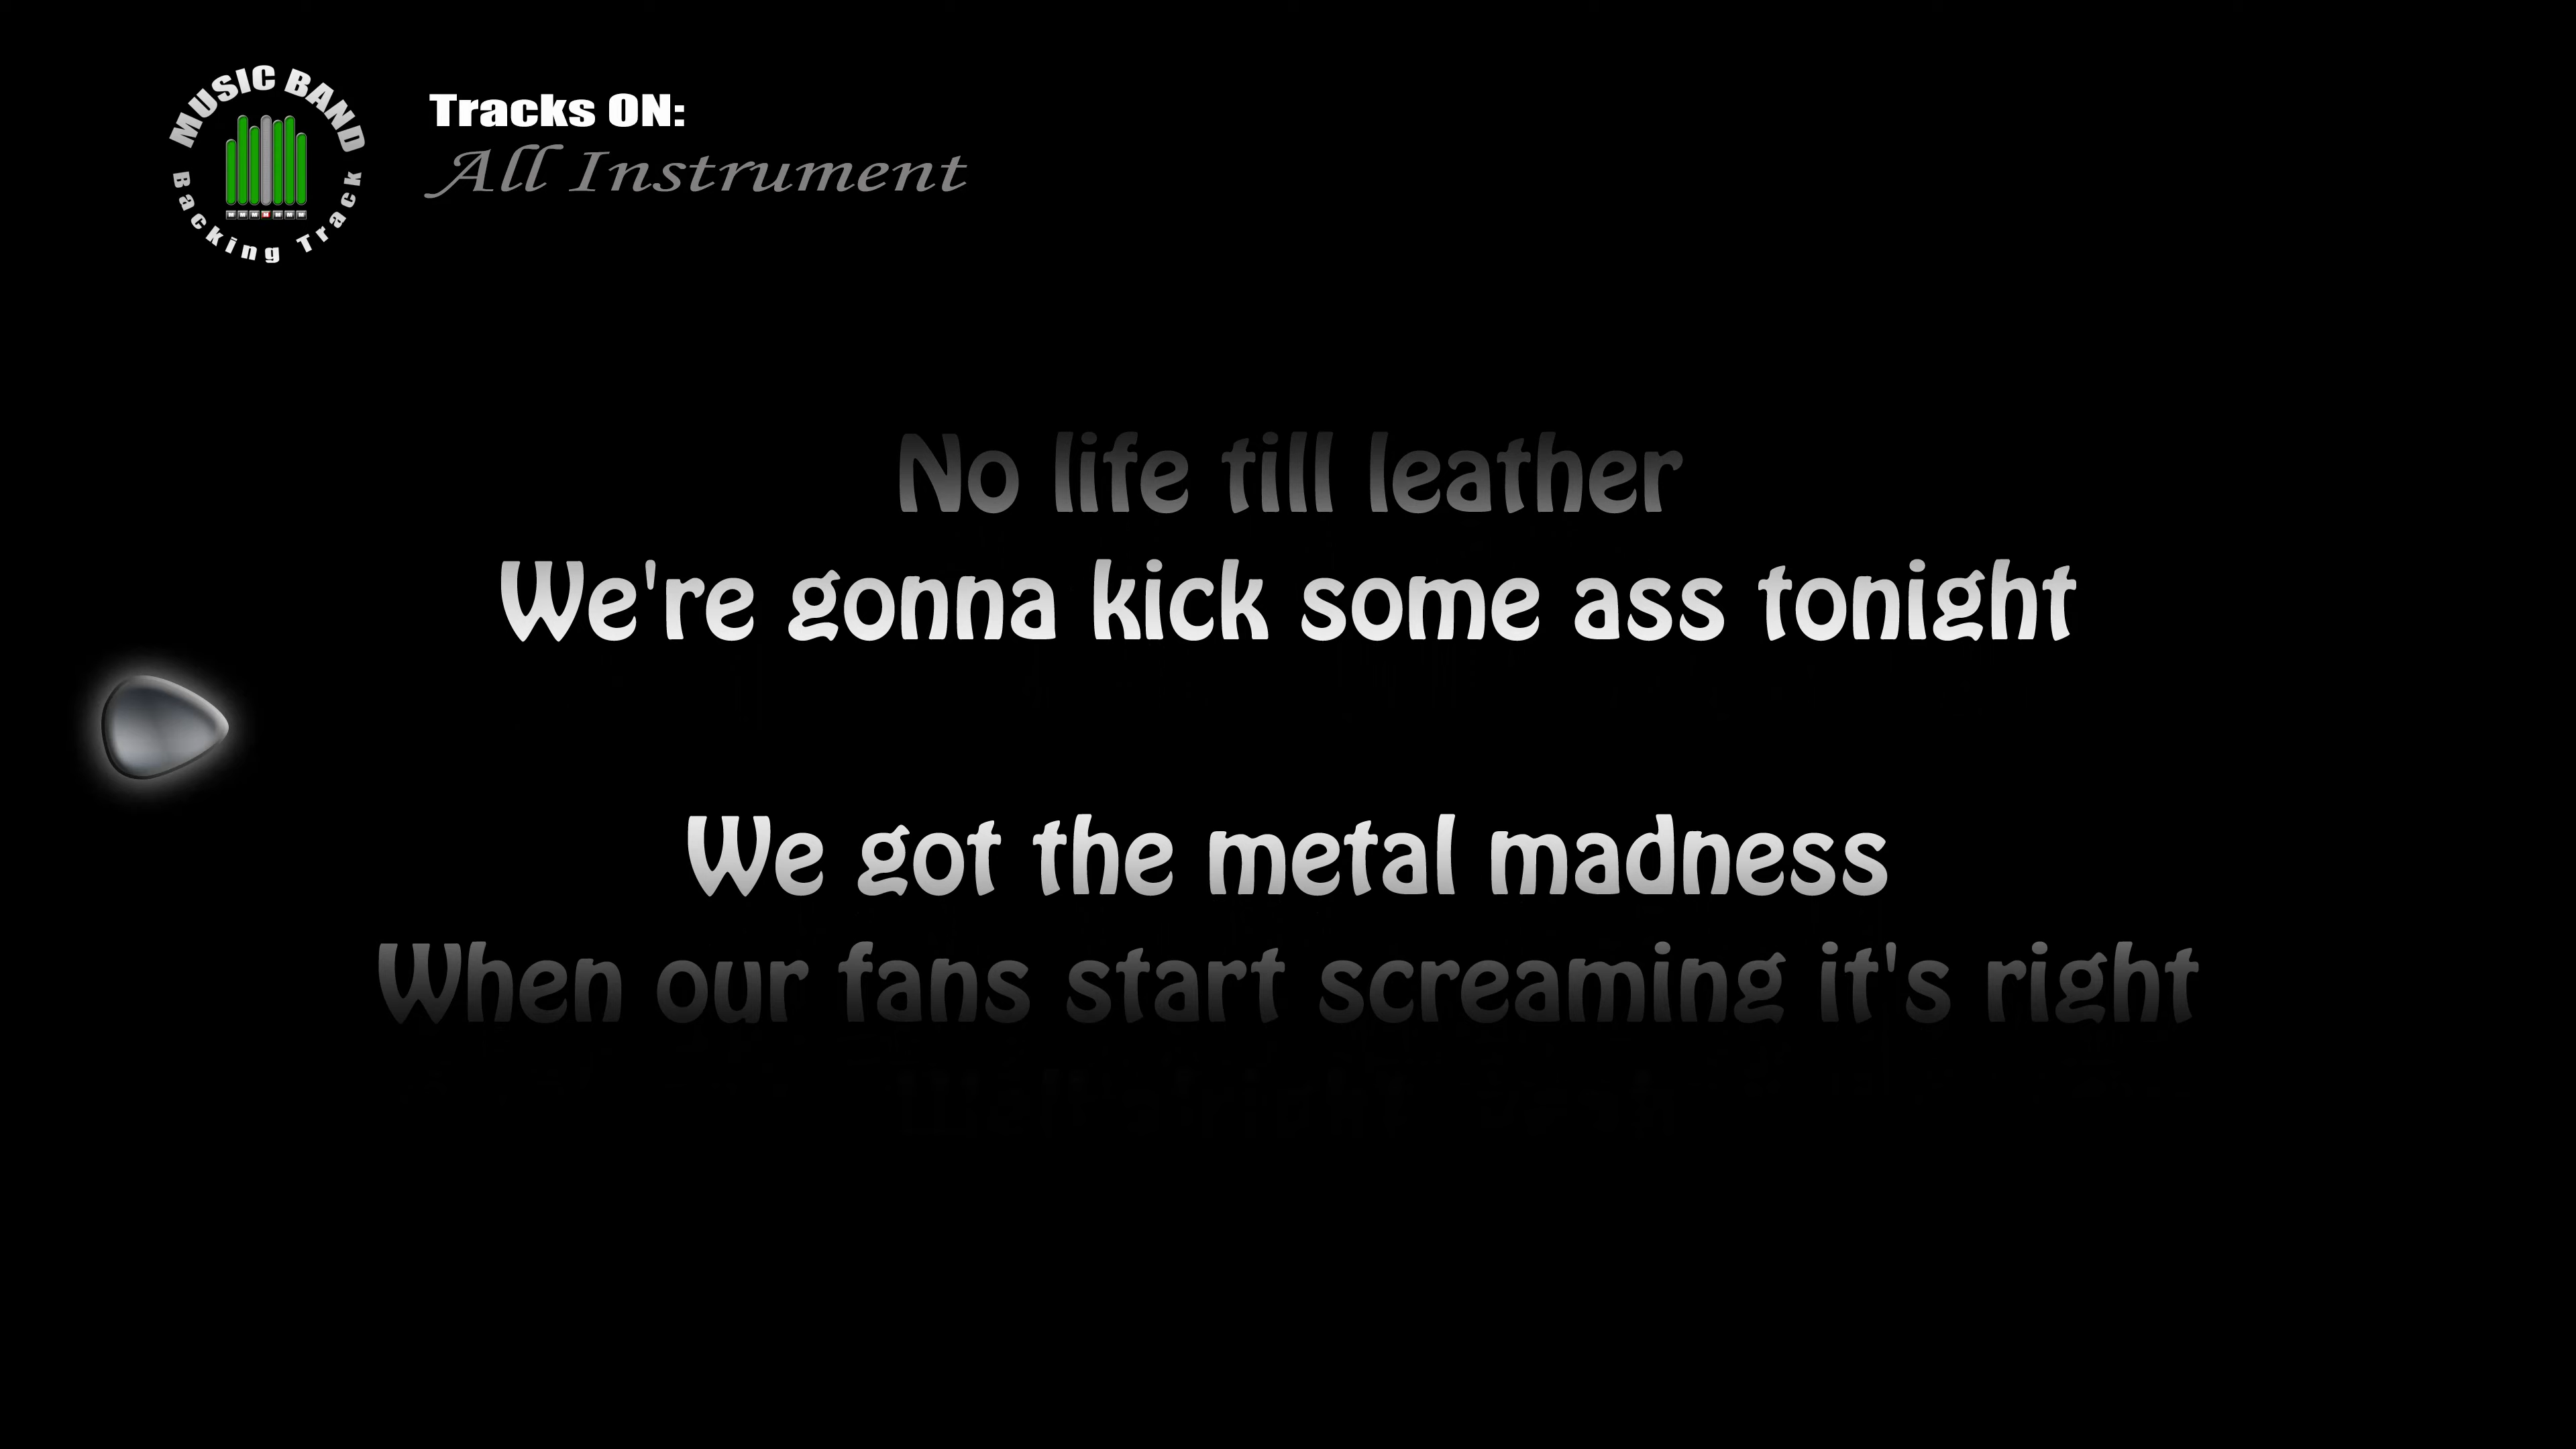 MUSIC BAND
Backing Track
Tracks ON:
All Instrument
No life till leather
We're gonna kick some ass tonight
We got the metal madness
When our fans start screaming it's right